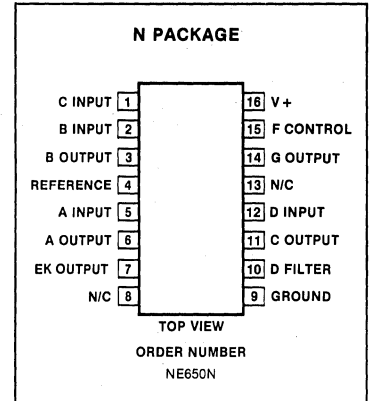 N PACKAGE
C INPUT 1 16 V+
B INPUT 2 15 F CONTROL
B OUTPUT 3 14 G OUTPUT
REFERENCE 4 13 N/C
A INPUT 5 12 D INPUT
A OUTPUT 6 11 C OUTPUT
EK OUTPUT 7 10 D FILTER
N/C 8 9 GROUND
TOP VIEW
ORDER NUMBER
NE650N